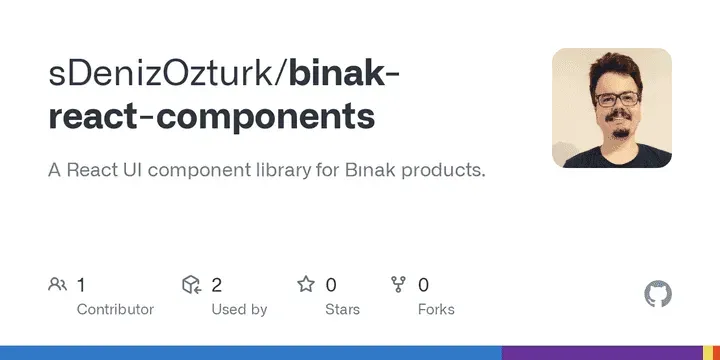 sDenizOzturk/binak-
react-components
A React UI component library for Bınak products.
1 2 0 0
Contributor Used by Stars Forks